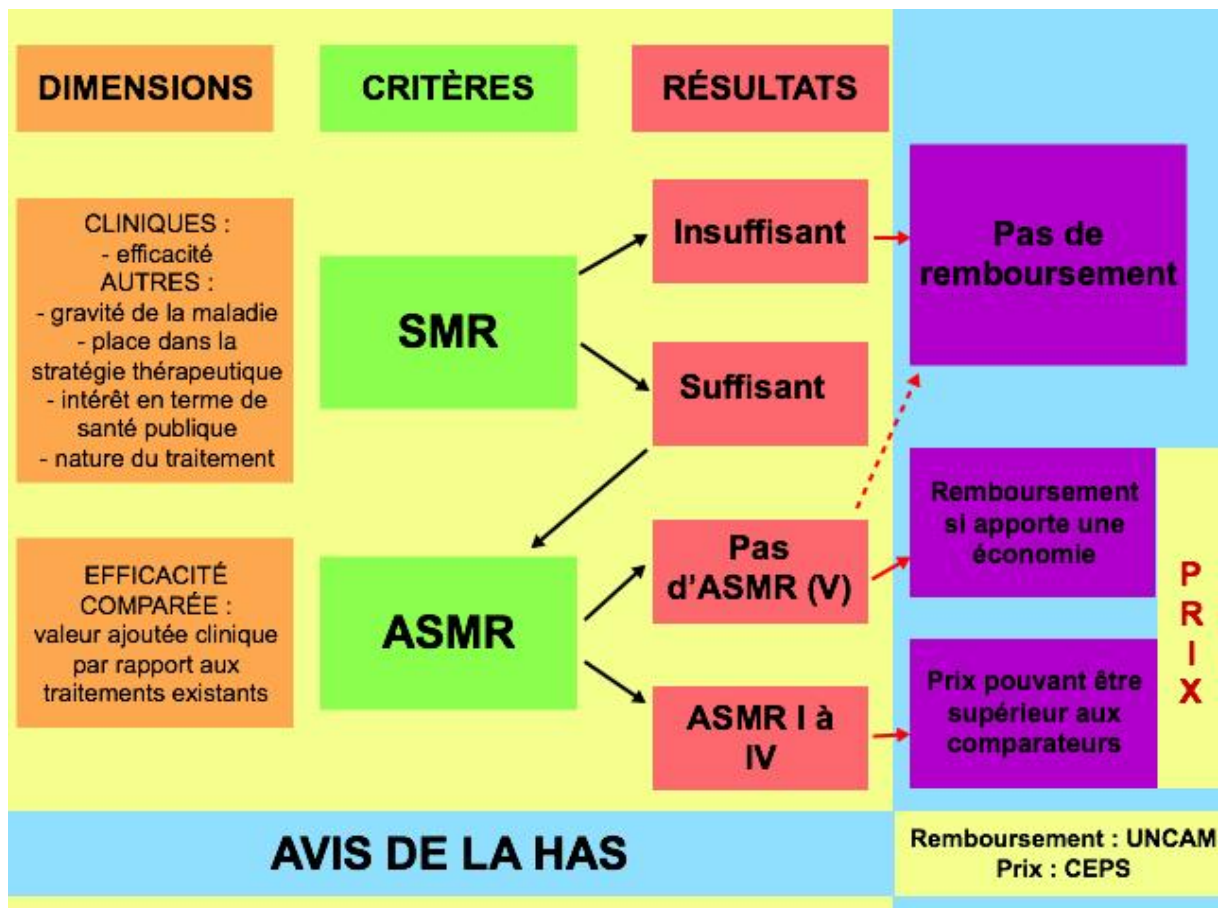 DIMENSIONS
CRITÈRES
RÉSULTATS
CLINIQUES :
- efficacité
AUTRES :
- gravité de la maladie
- place dans la
stratégie thérapeutique
- intérêt en terme de
santé publique
- nature du traitement
SMR
Insuffisant
Suffisant
Pas de
remboursement
EFFICACITÉ
COMPARÉE :
valeur ajoutée clinique
par rapport aux
traitements existants
ASMR
Pas
d’ASMR (V)
ASMR I à
IV
Remboursement
si apporte une
économie
Prix pouvant être
supérieur aux
comparateurs
P
R
I
X
AVIS DE LA HAS
Remboursement : UNCAM
Prix : CEPS